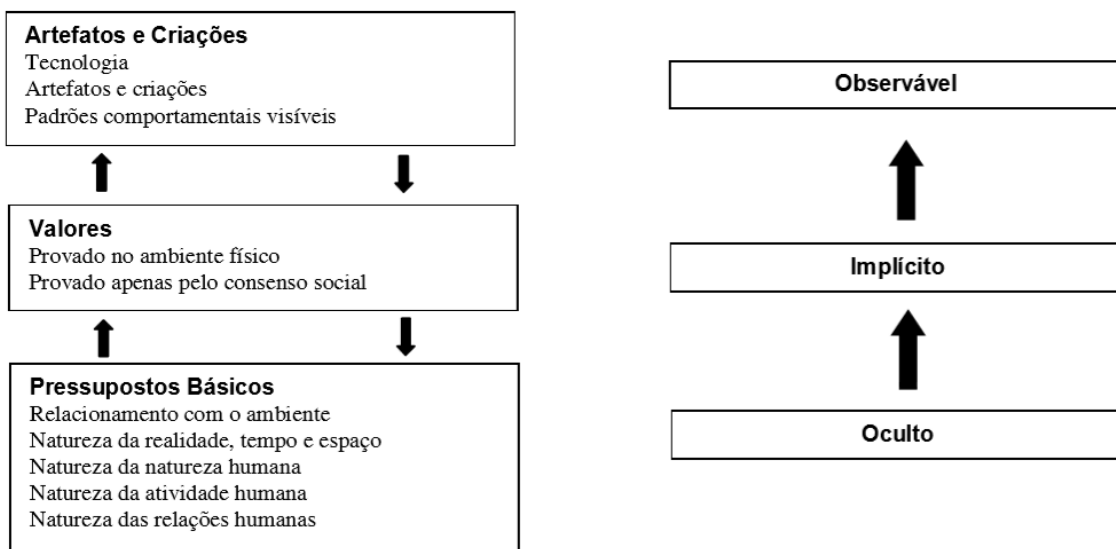 Artefatos e Criações
Tecnologia
Artefatos e criações
Padrões comportamentais visíveis
Valores
Provado no ambiente físico
Provado apenas pelo consenso social
Pressupostos Básicos
Relacionamento com o ambiente
Natureza da realidade, tempo e espaço
Natureza da natureza humana
Natureza da atividade humana
Natureza das relações humanas
Observável
Implícito
Oculto